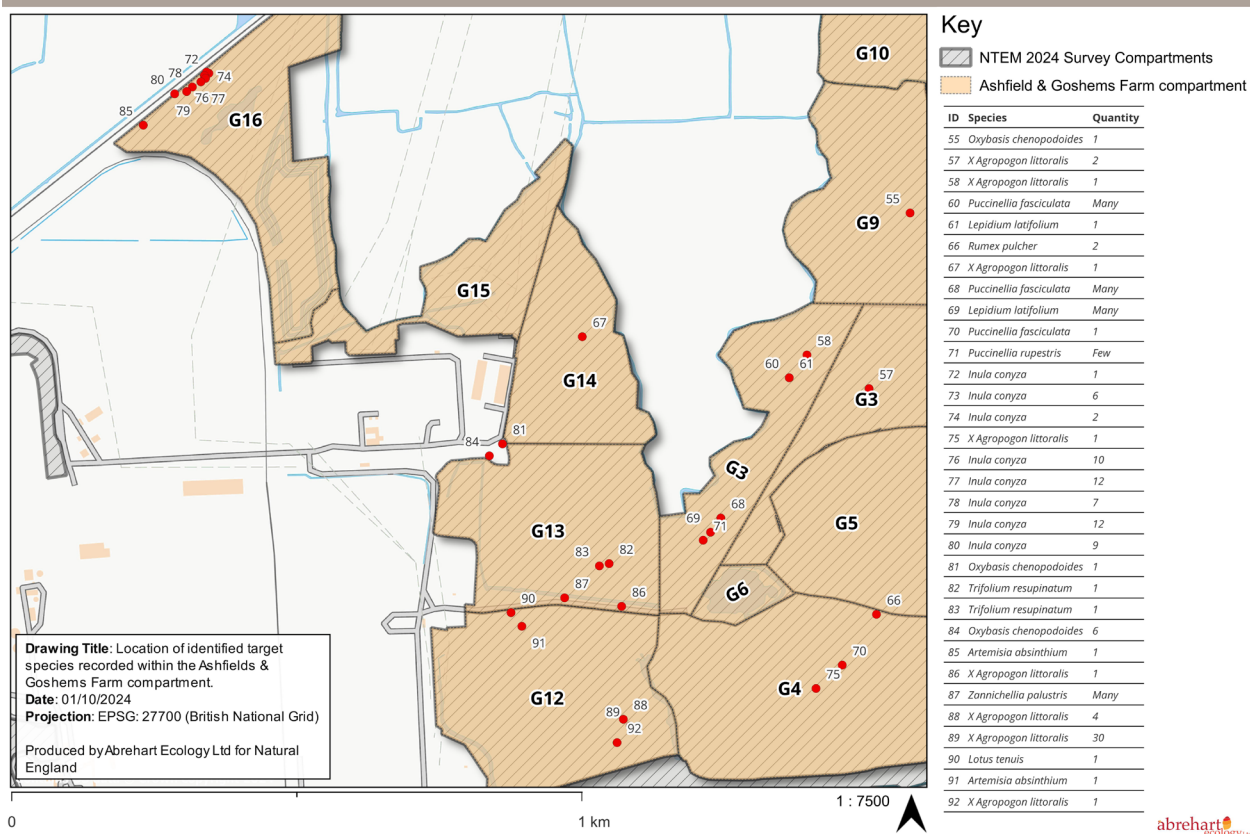 Key
NTEM 2024 Survey Compartments
Ashfield & Goshems Farm compartment
ID Species Quantity
55 Oxybasis chenopodoides 1
57 X Agropogon littoralis 2
58 X Agropogon littoralis 1
60 Puccinellia fasciculata Many
61 Lepidium latifolium 1
66 Rumex pulcher 2
67 X Agropogon littoralis 1
68 Puccinellia fasciculata Many
69 Lepidium latifolium Many
70 Puccinellia fasciculata 1
71 Puccinellia rupestris Few
72 Inula conyza 1
73 Inula conyza 6
74 Inula conyza 2
75 X Agropogon littoralis 1
76 Inula conyza 10
77 Inula conyza 12
78 Inula conyza 7
79 Inula conyza 12
80 Inula conyza 9
81 Oxybasis chenopodoides 1
82 Trifolium resupinatum 1
83 Trifolium resupinatum 1
84 Oxybasis chenopodoides 6
85 Artemisia absinthium 1
86 X Agropogon littoralis 1
87 Zannichellia palustris Many
88 X Agropogon littoralis 4
89 X Agropogon littoralis 30
90 Lotus tenuis 1
91 Artemisia absinthium 1
92 X Agropogon littoralis 1
72
80 78 74
79 76 77
85
G16
G10
55
G9
G15
67
58
60 61
57
G14
G3
81
84
G3
68
69 71
G5
G13
83 82
87
86
G6
90
91
66
70
75
G4
G12
88
89
92
Drawing Title: Location of identified target
species recorded within the Ashfields &
Goshems Farm compartment.
Date: 01/10/2024
Projection: EPSG: 27700 (British National Grid)
Produced by Abrehart Ecology Ltd for Natural
England
0
1 km
1 : 7500
abrehart